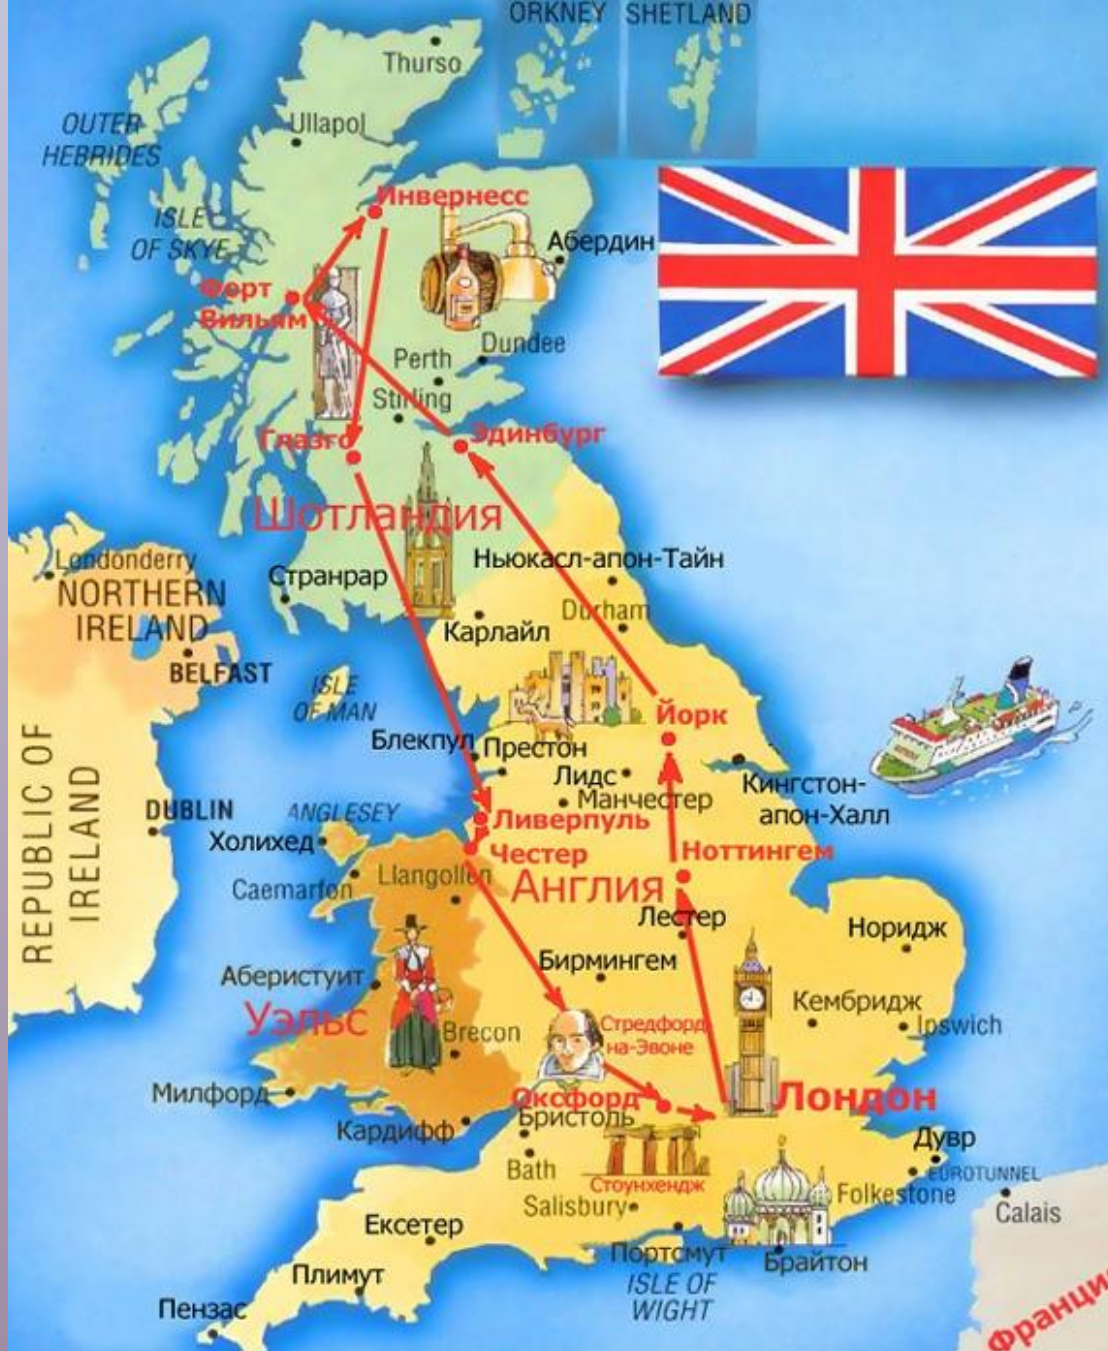 ORKNEY
SHETLAND
Thurso
OUTER
HEBRIDES
Ullapol
ISLE
OF SKYE
Инвернесс
Абердин
Форт
Вильям
Dundee
Perth
Stirling
Глазго
Эдинбург
Шотландия
Londonderry
NORTHERN
IRELAND
BELFAST
Странрар
Ньюкасл-апон-Тайн
Durham
Карлайл
ISLE
OF MAN
Йорк
Блекпул
Престон
Лидс
Манчестер
Кингстон-
апон-Халл
REPUBLIC OF
IRELAND
DUBLIN
ANGLESEY
Холихед
Ливерпуль
Честер
Ноттингем
Caemarfon
Llangollen
Англия
Лестер
Норидж
Аберистуит
Бирмингем
Уэльс
Кембридж
Ipswich
Brecon
Стредфорд
на-Эвоне
Милфорд
Оксфорд
Лондон
Бристоль
Кардифф
Дувр
Bath
Стоунхендж
EUROTUNNEL
Folkestone
Salisbury
Calais
Ексетер
Портсмут
Брайтон
ISLE OF
WIGHT
Плимут
Пензас
Франция